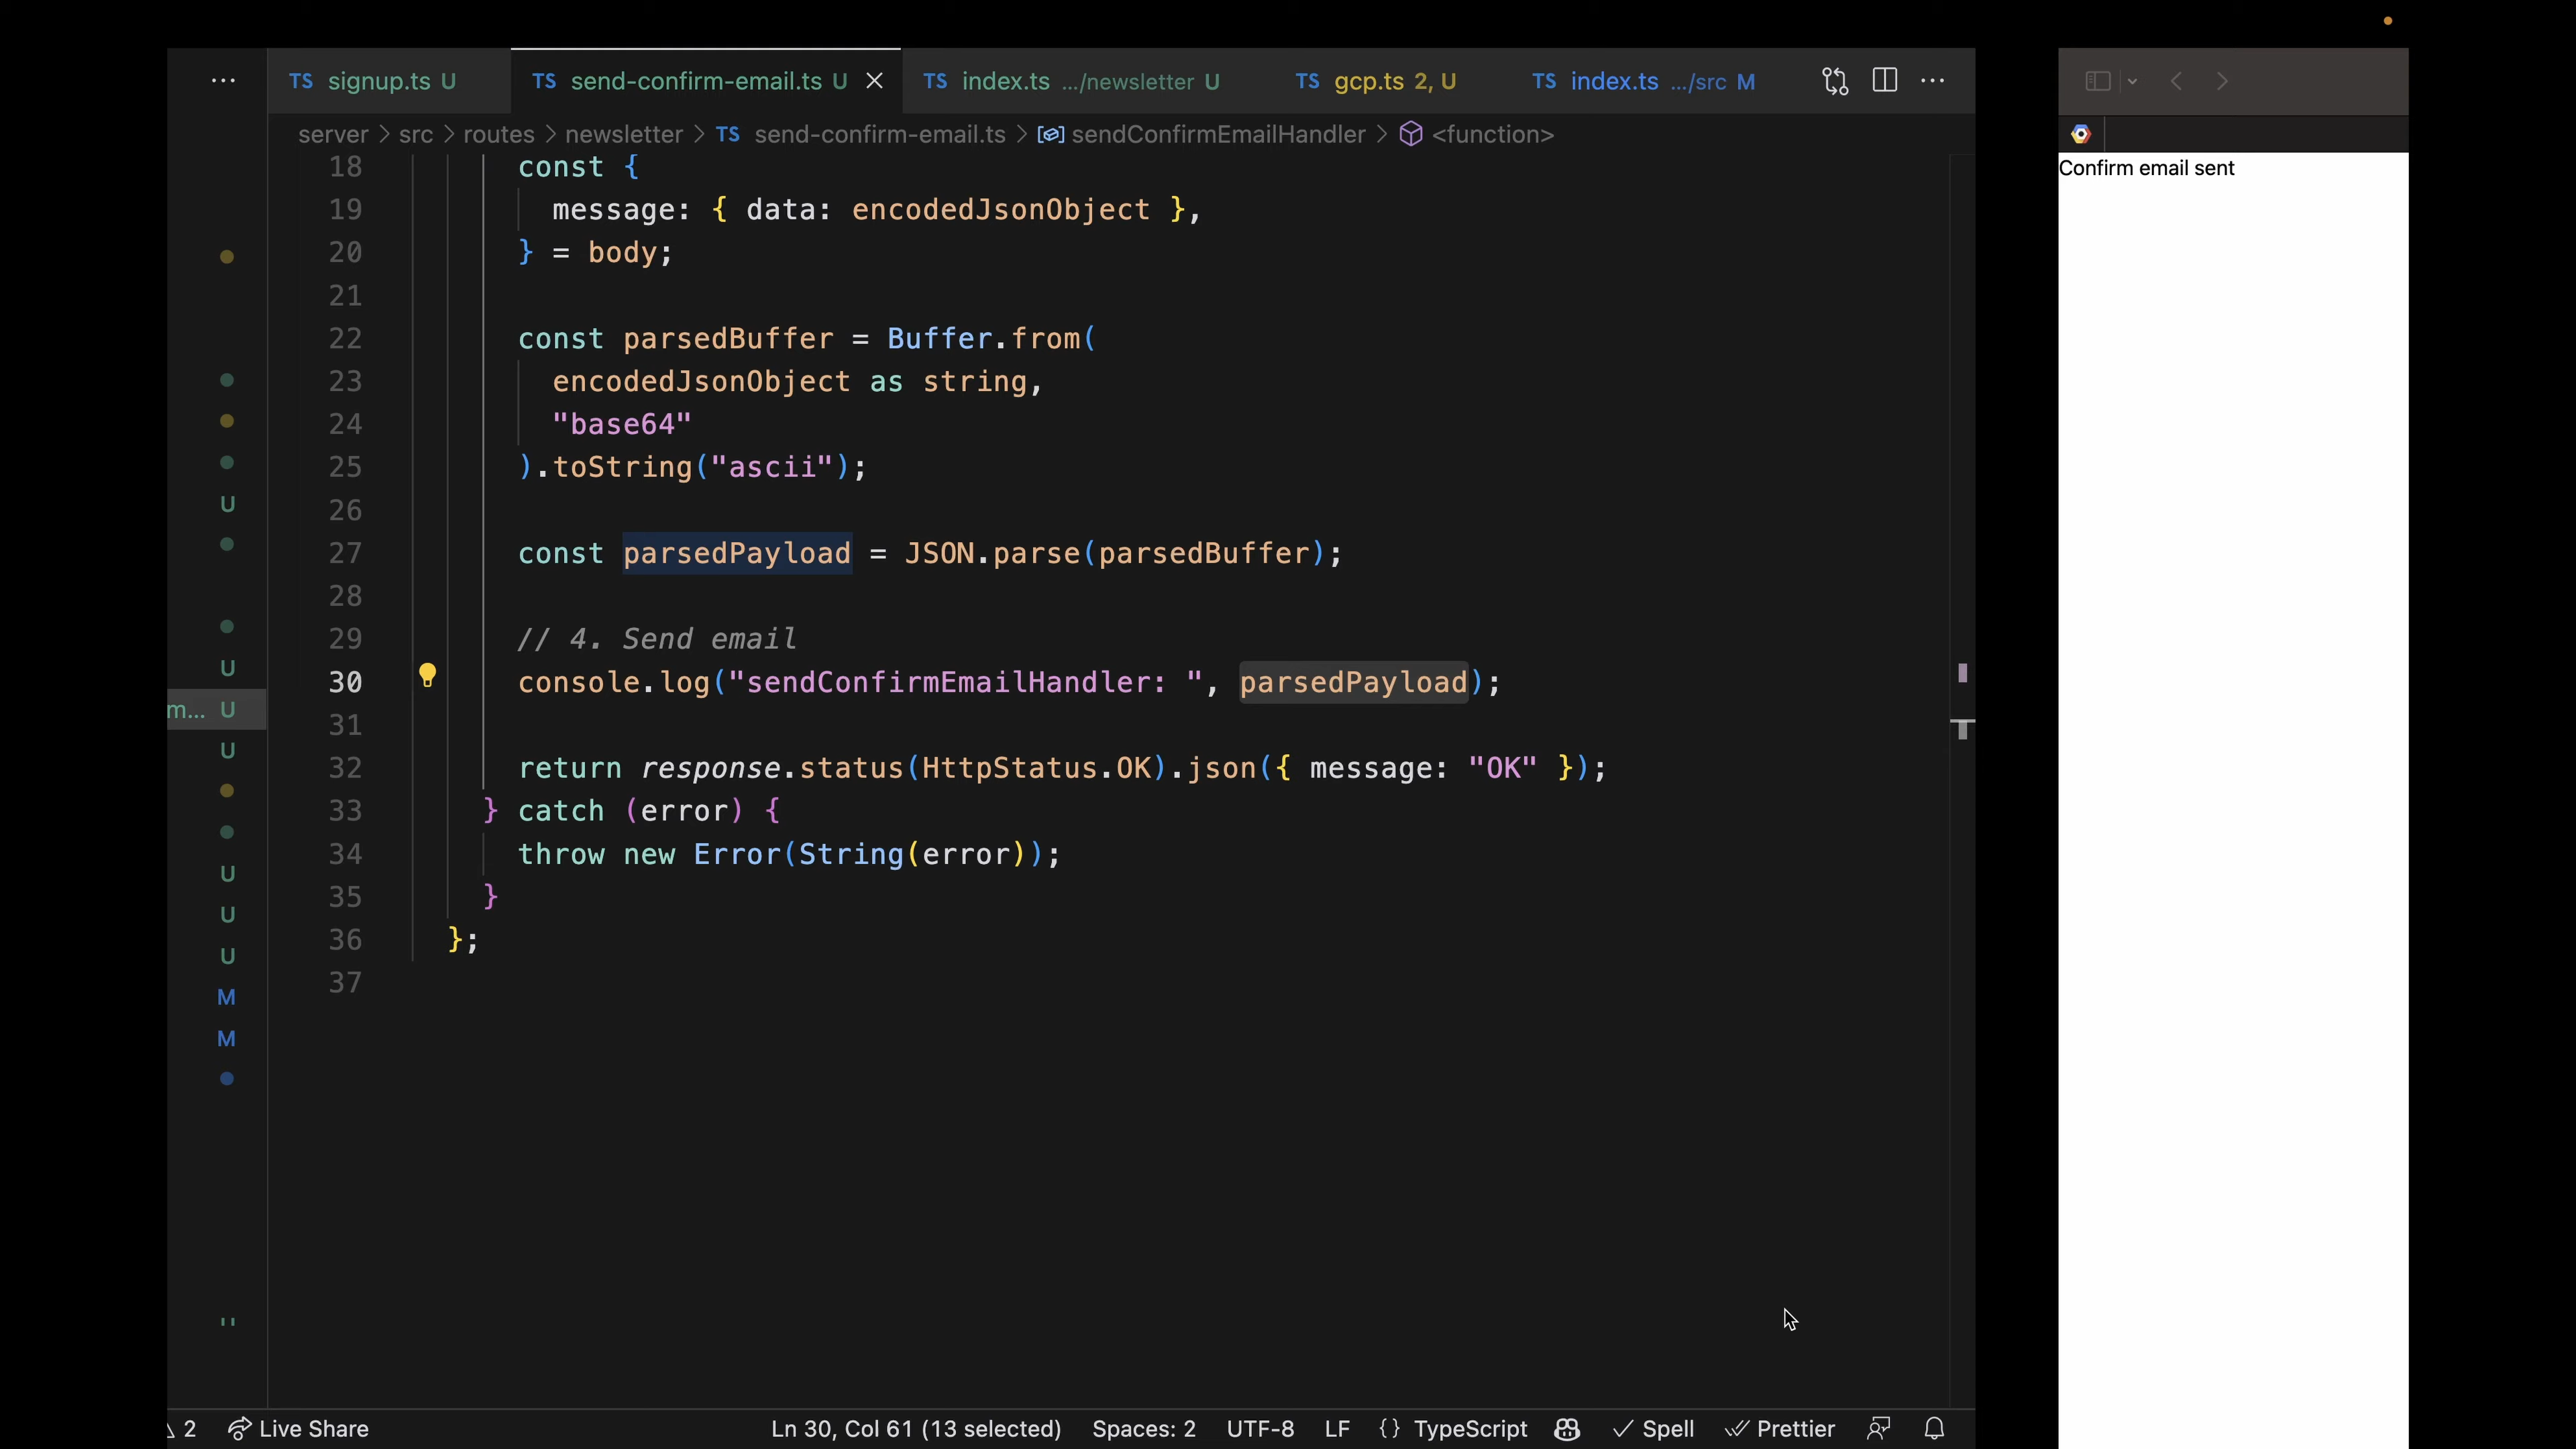 TS signup.ts U TS send-confirm-email.ts U TS index.ts .../newsletter U TS gcp.ts 2, U TS index.ts .../src M
server > src > routes > newsletter > TS send-confirm-email.ts > sendConfirmEmailHandler > <function>
Confirm email sent
18 const {
19 message: { data: encodedJsonObject },
20 } = body;
21
22 const parsedBuffer = Buffer.from(
23 encodedJsonObject as string,
24 "base64"
25 ).toString("ascii");
26
27 const parsedPayload = JSON.parse(parsedBuffer);
28
29 // 4. Send email
30 console.log("sendConfirmEmailHandler: ", parsedPayload);
31
32 return response.status(HttpStatus.OK).json({ message: "OK" });
33 } catch (error) {
34 throw new Error(String(error));
35 }
36 };
37
U
U
m... U
U
U
U
U
M
M
2 Live Share Ln 30, Col 61 (13 selected) Spaces: 2 UTF-8 LF {} TypeScript Spell Prettier